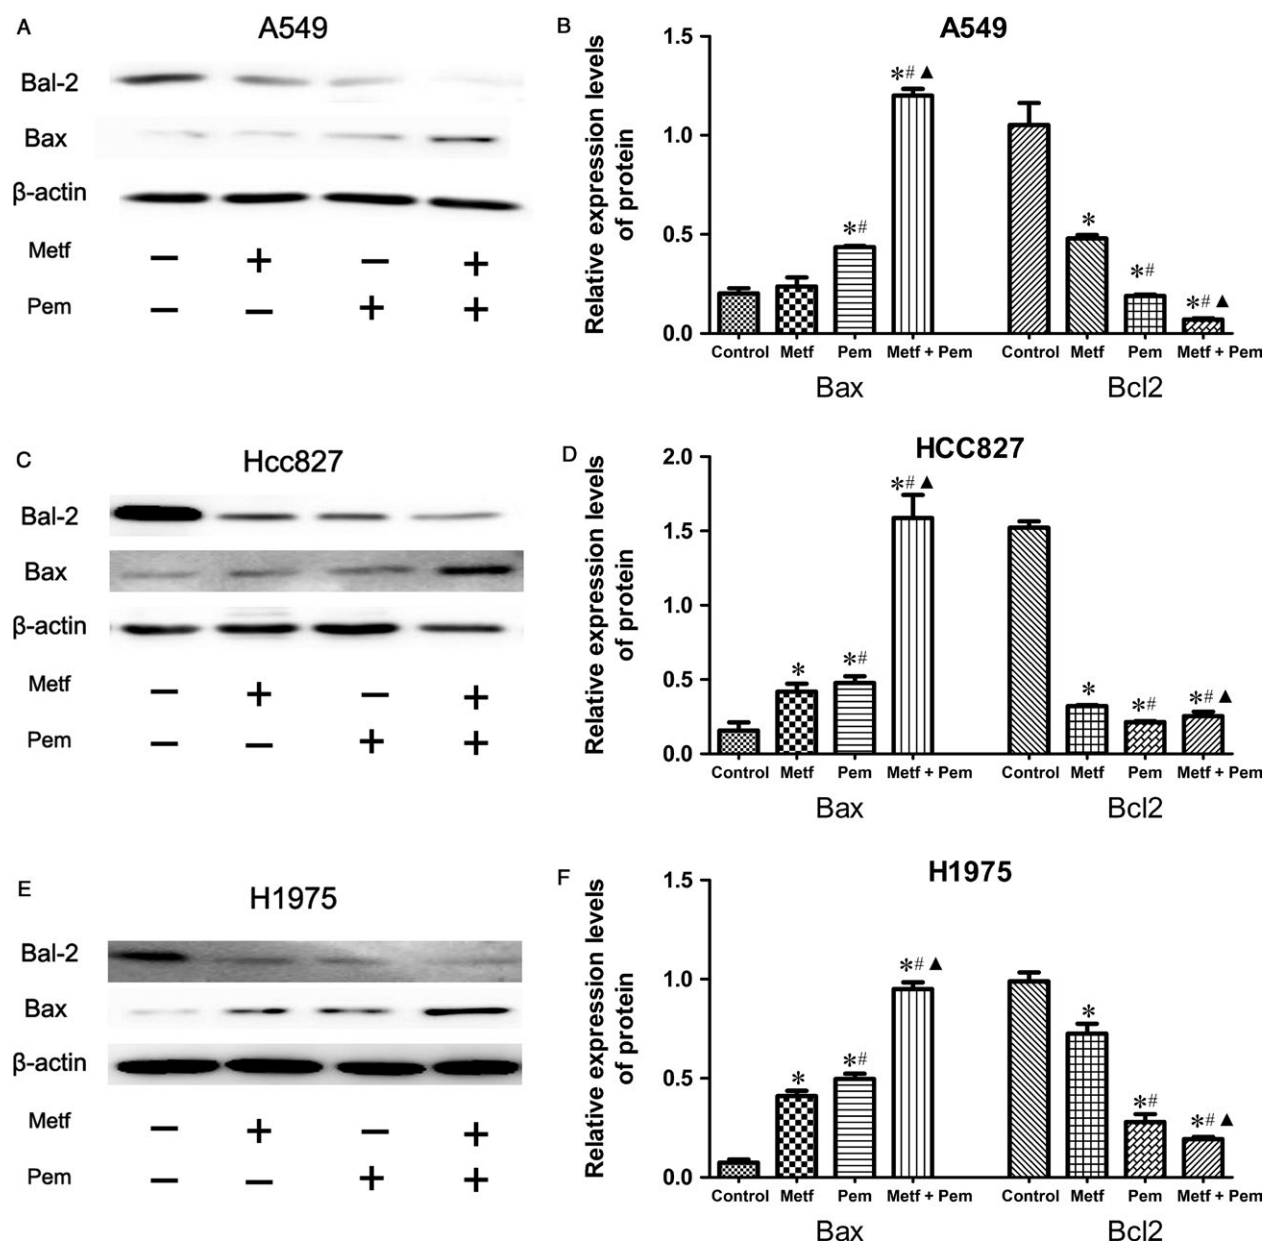 A
A549
Bal-2
Bax
β-actin
Metf
− + − +
Pem
− − + +
B
A549
Relative expression levels
of protein
1.5
1.0
0.5
0.0
*# ▲
*#
*
*#
*# ▲
Control Metf Pem Metf + Pem Control Metf Pem Metf + Pem
Bax Bcl2
C
Hcc827
Bal-2
Bax
β-actin
Metf
− + − +
Pem
− − + +
D
HCC827
Relative expression levels
of protein
2.0
1.5
1.0
0.5
0.0
*
*#
*# ▲
*
*#
*# ▲
Control Metf Pem Metf + Pem Control Metf Pem Metf + Pem
Bax Bcl2
E
H1975
Bal-2
Bax
β-actin
Metf
− + − +
Pem
− − + +
F
H1975
Relative expression levels
of protein
1.5
1.0
0.5
0.0
*
*#
*# ▲
*
*#
*# ▲
Control Metf Pem Metf + Pem Control Metf Pem Metf + Pem
Bax Bcl2